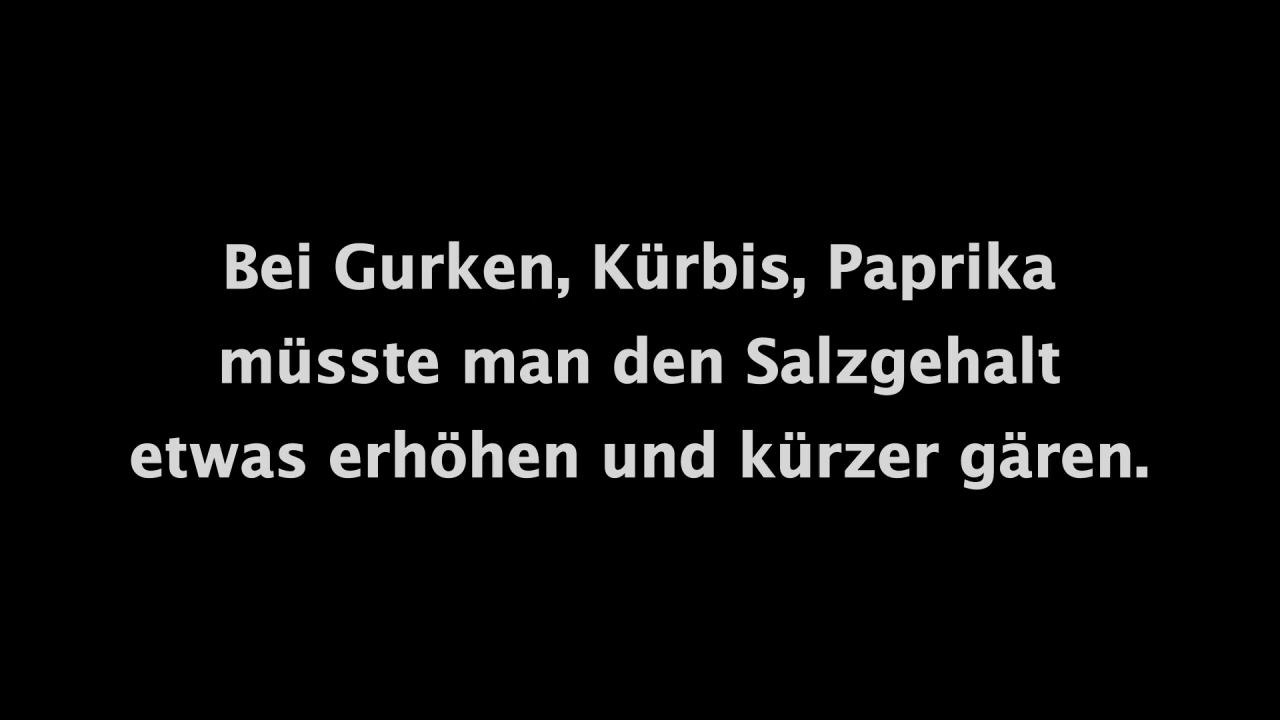 Bei Gurken, Kürbis, Paprika
müsste man den Salzgehalt
etwas erhöhen und kürzer gären.